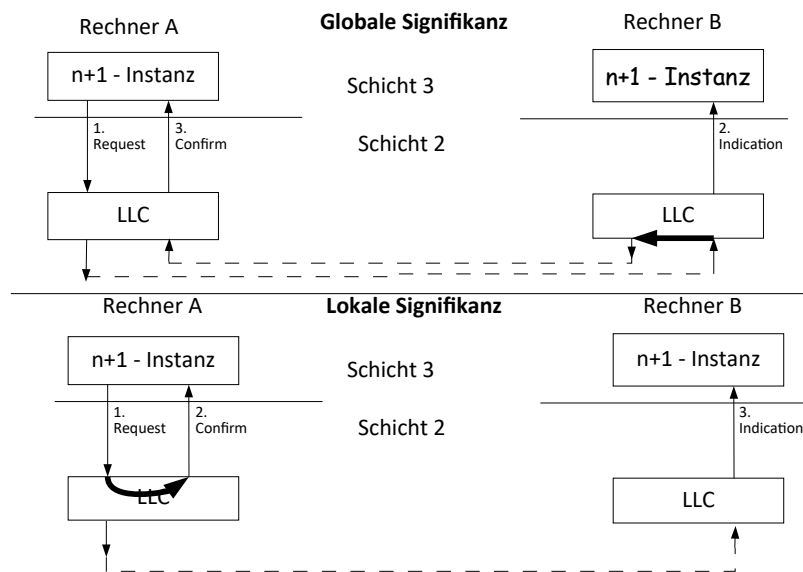 Rechner A
Globale Signifikanz
Rechner B
n+1 - Instanz
n+1 - Instanz
Schicht 3
1.
Request
3.
Confirm
2.
Indication
Schicht 2
LLC
LLC
Rechner A
Lokale Signifikanz
Rechner B
n+1 - Instanz
n+1 - Instanz
Schicht 3
1.
Request
2.
Confirm
3.
Indication
Schicht 2
LLC
LLC